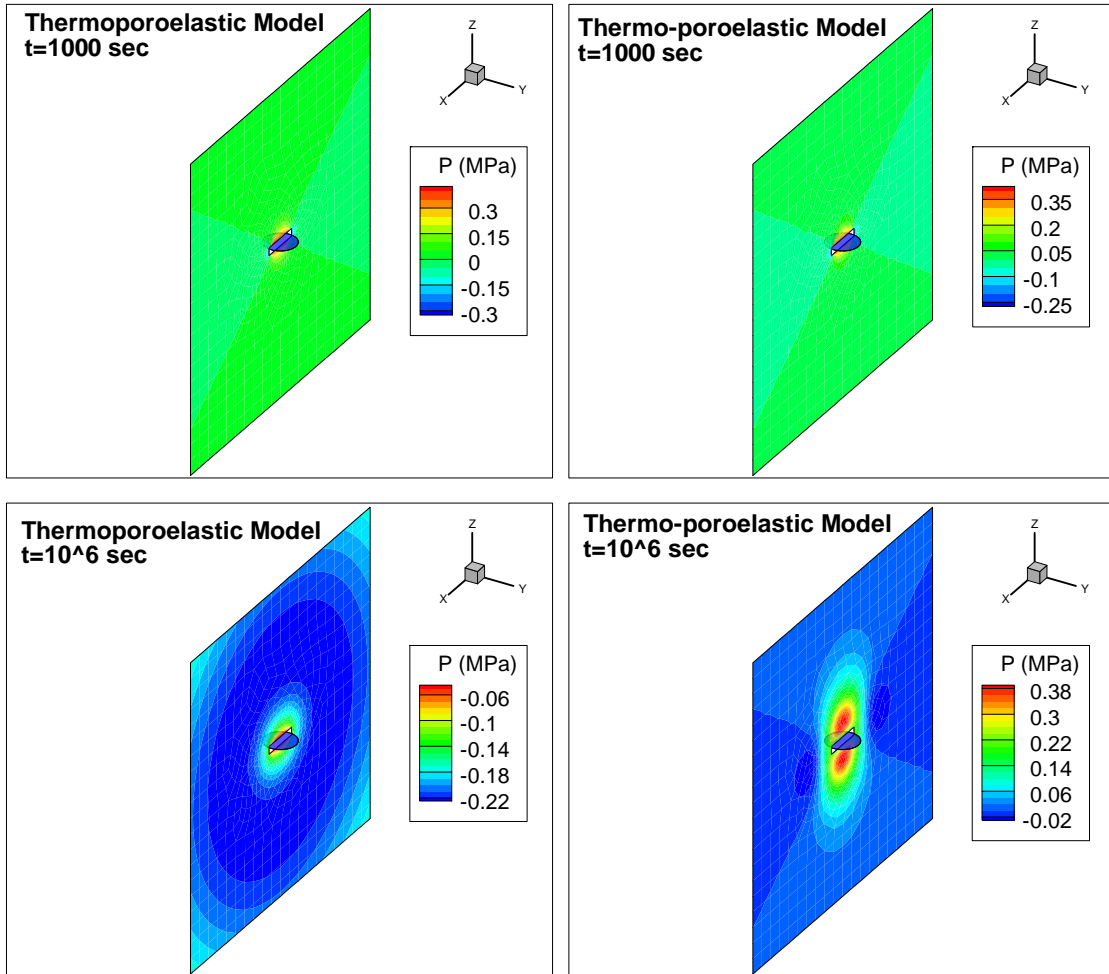 Thermoporoelastic Model
t=1000 sec
Z
X
Y
P (MPa)
0.3
0.15
0
-0.15
-0.3
Thermo-poroelastic Model
t=1000 sec
Z
X
Y
P (MPa)
0.35
0.2
0.05
-0.1
-0.25
Thermoporoelastic Model
t=10^6 sec
Z
X
Y
P (MPa)
-0.06
-0.1
-0.14
-0.18
-0.22
Thermo-poroelastic Model
t=10^6 sec
Z
X
Y
P (MPa)
0.38
0.3
0.22
0.14
0.06
-0.02